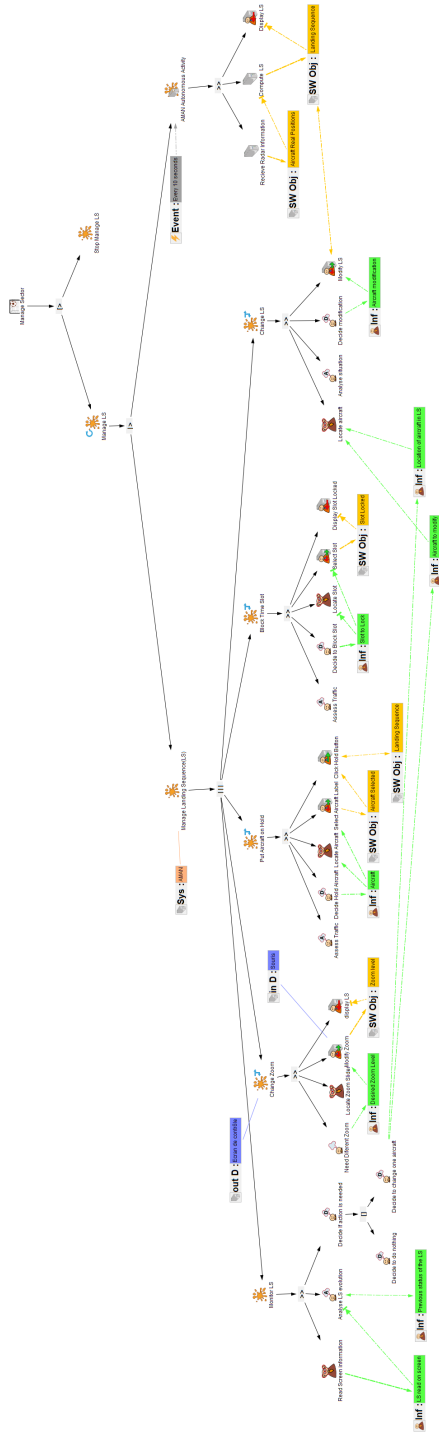 Manage Sector
[>
Manage LS
Stop Manage LS
|>
Manage Landing Sequence(LS)
Sys : AMAN
|||
AMAN Autonomous Activity
Event : Every 10 seconds
>>
Recieve Radar Information
Compute LS
Display LS
SW Obj : Aircraft Real Positions
SW Obj : Landing Sequence
Monitor LS
>>
Read Screen information
Analyse LS evolution
Decide If action is needed
[]
Decide to do nothing
Decide to change one aircraft
Inf : LS read on screen
Inf : Previous status of the LS
Change Zoom
out D : Ecran de contrôle
in D : Souris
>>
Need Diferent Zoom
Locate Zoom Slider
Modify Zoom
display LS
Inf : Desired Zoom Level
SW Obj : Zoom level
Put Aircraft on Hold
>>
Assess Traffic
Decide Hold Aircraft
Locate Aircraft
Select Aircraft Label
Click Hold Button
Inf : Aircraft
SW Obj : Aircraft Selected
SW Obj : Landing Sequence
Block Time Slot
>>
Assess Traffic
Decide to Block Slot
Locate Slot
Select Slot
Display Slot Locked
Inf : Slot to Lock
SW Obj : Slot Locked
Change LS
>>
Locate aircraft
Analyse situation
Decide modification
Modify LS
Inf : Aircraft modification
Inf : Location of aircraft in LS
Inf : Aircraft to modify